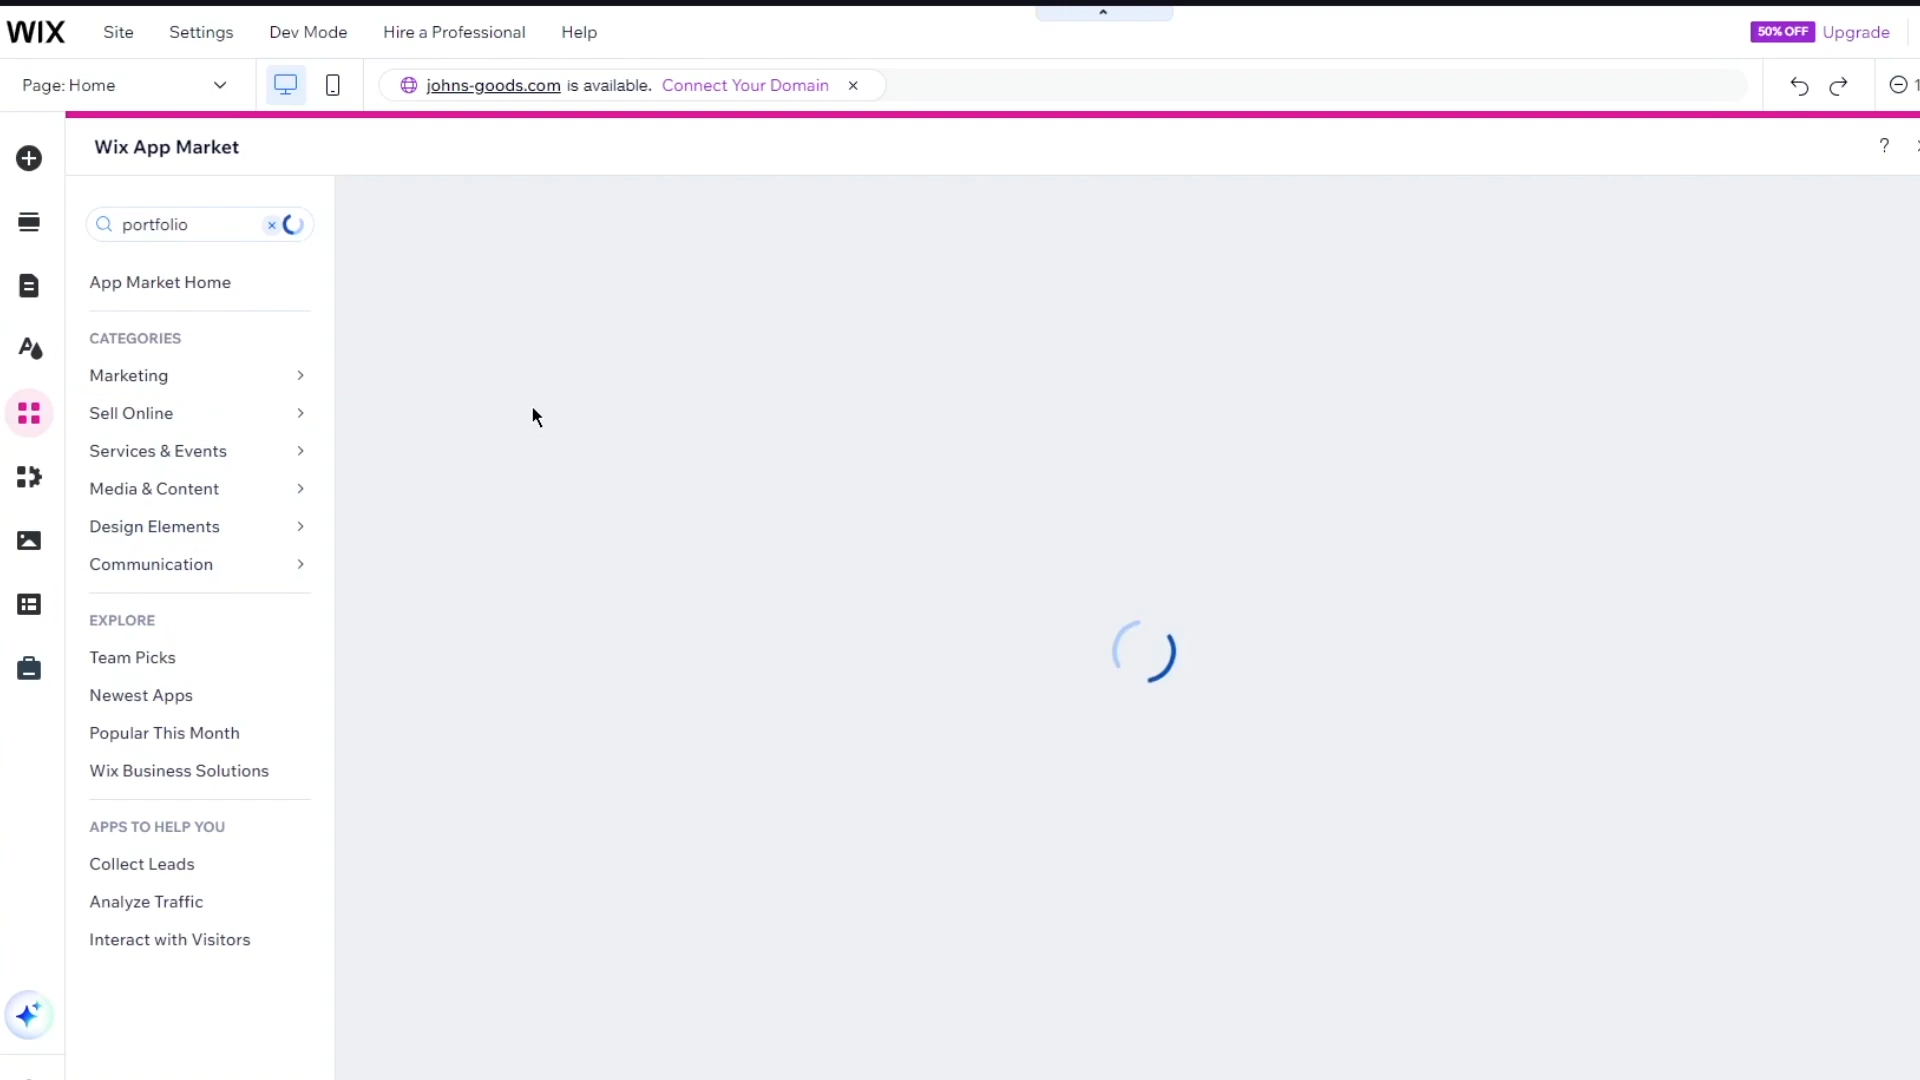 WIX Site Settings Dev Mode Hire a Professional Help 50% OFF Upgrade
Page: Home johns-goods.com is available. Connect Your Domain 1
Wix App Market ?
portfolio
App Market Home
CATEGORIES
Marketing
Sell Online
Services & Events
Media & Content
Design Elements
Communication
EXPLORE
Team Picks
Newest Apps
Popular This Month
Wix Business Solutions
APPS TO HELP YOU
Collect Leads
Analyze Traffic
Interact with Visitors